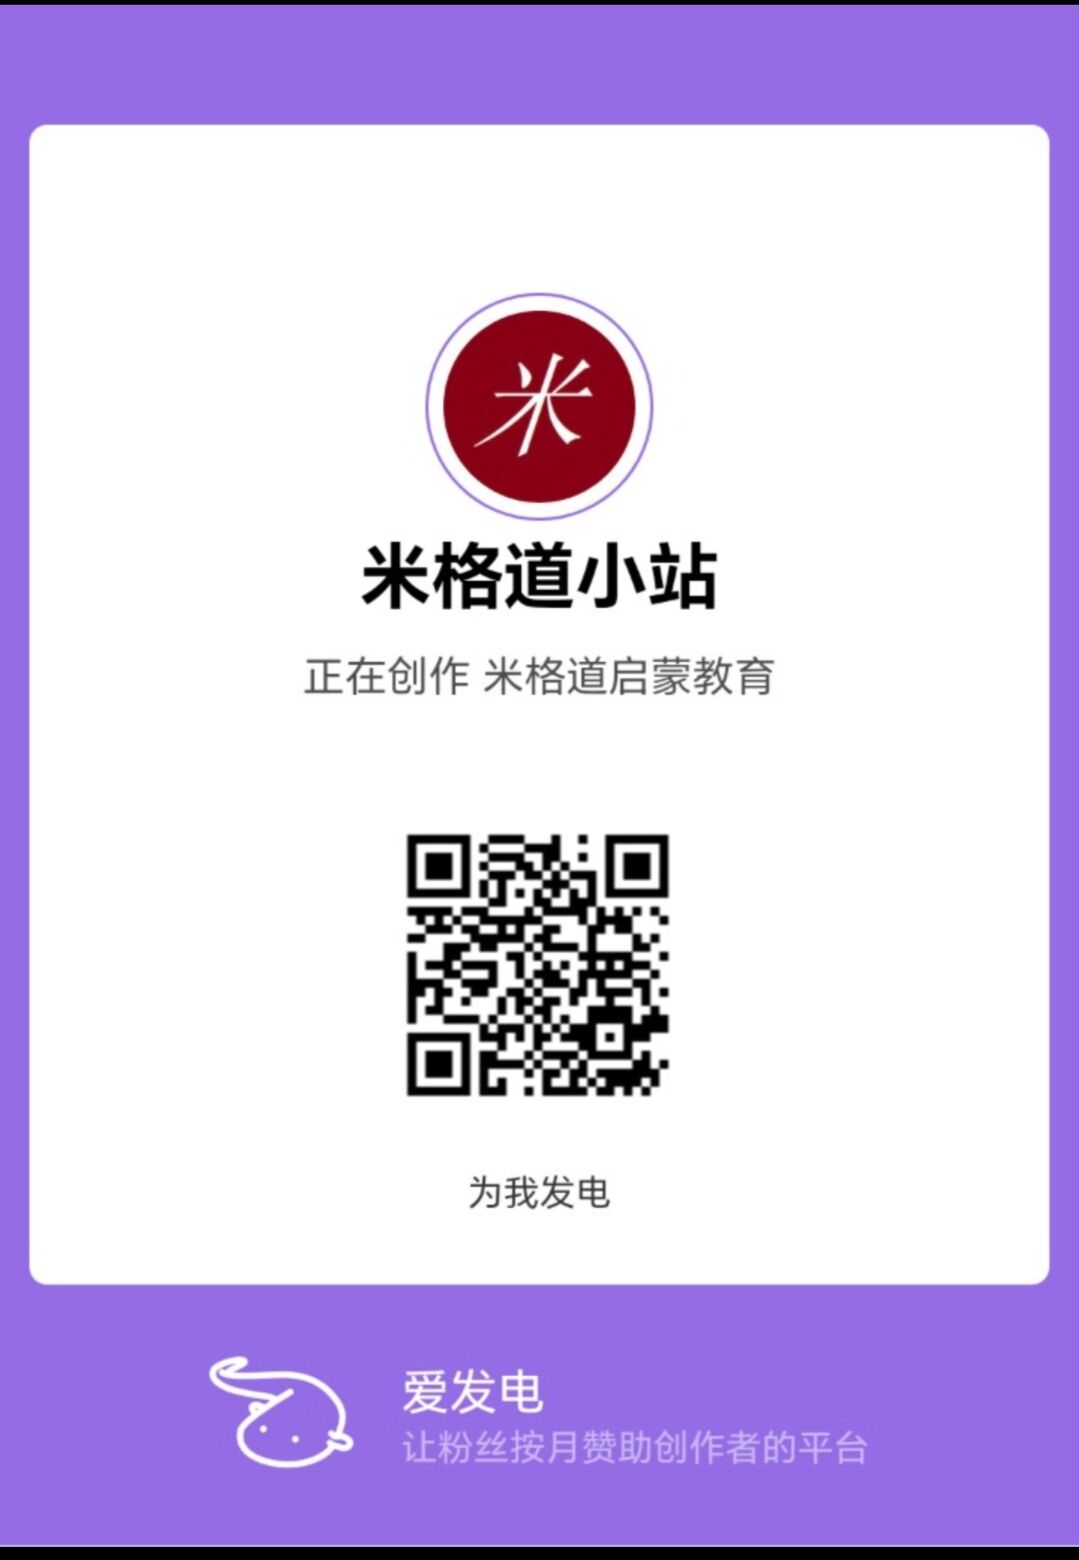 米
米格道小站
正在创作 米格道启蒙教育
为我发电
爱发电
让粉丝按月赞助创作者的平台